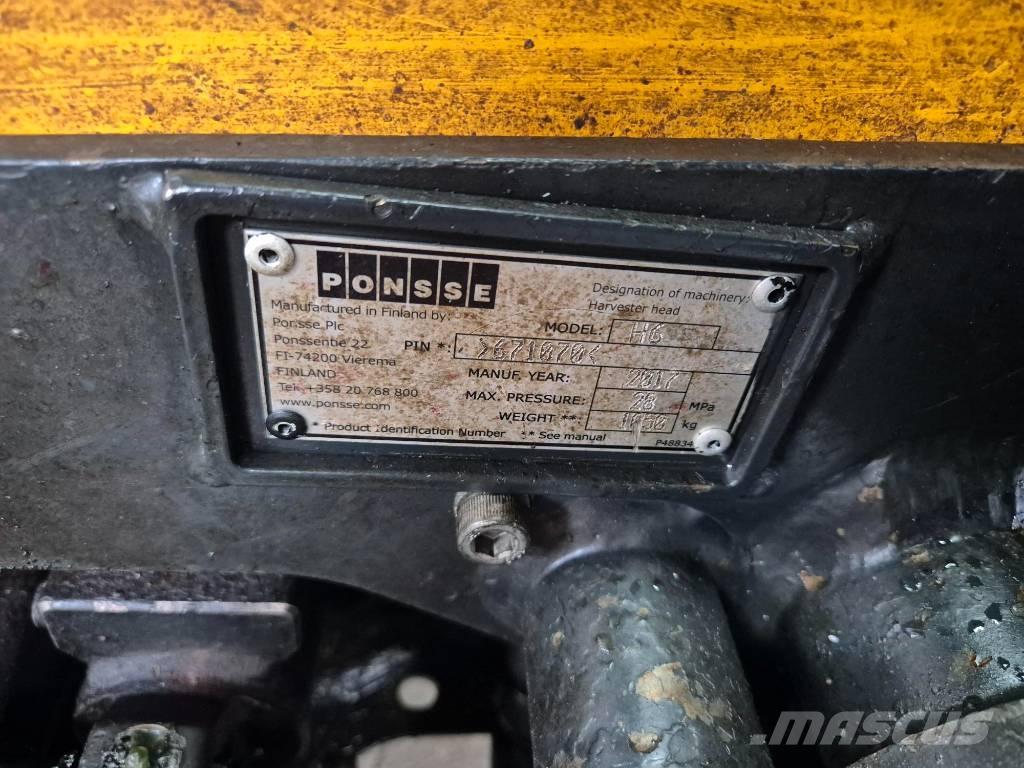 PONSSE
Designation of machinery:
Harvester head
Manufactured in Finland by:
Ponsse Plc
Ponssentie 22
FI-74200 Vieremä
FINLAND
Tel. +358 20 768 800
www.ponsse.com
MODEL: H6
PIN *: >671070<
MANUF. YEAR: 2017
MAX. PRESSURE: 28 MPa
WEIGHT ** kg
* Product Identification Number ** See manual
MASCUS